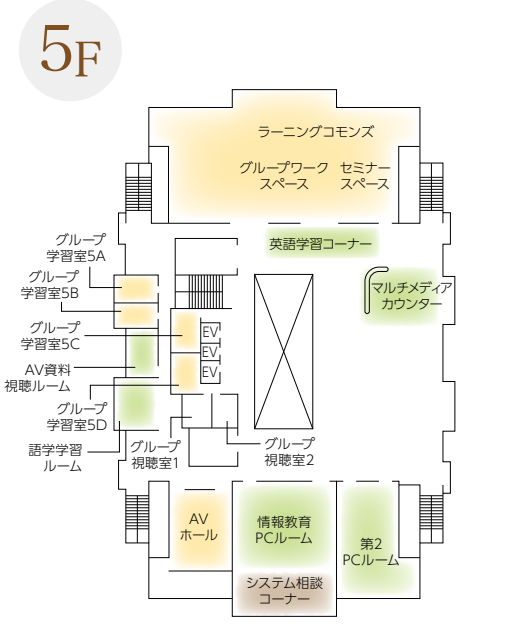 5F
ラーニングコモンズ
グループワーク
スペース
セミナー
スペース
英語学習コーナー
マルチメディア
カウンター
グループ
学習室5A
グループ
学習室5B
グループ
学習室5C
AV資料
視聴ルーム
グループ
学習室5D
語学学習
ルーム
EV
EV
EV
グループ
視聴室1
グループ
視聴室2
AV
ホール
情報教育
PCルーム
第2
PCルーム
システム相談
コーナー